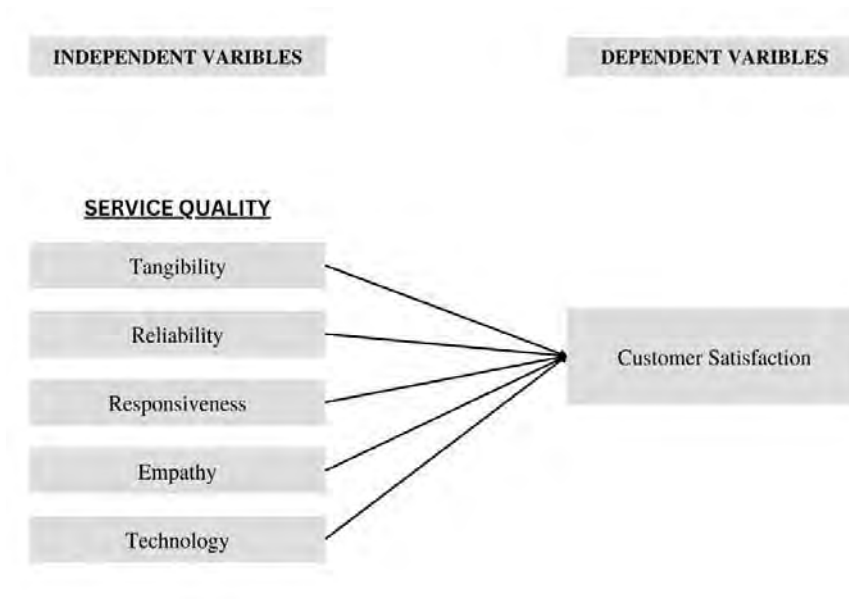 INDEPENDENT VARIBLES
DEPENDENT VARIBLES
SERVICE QUALITY
Tangibility
Reliability
Responsiveness
Empathy
Technology
Customer Satisfaction